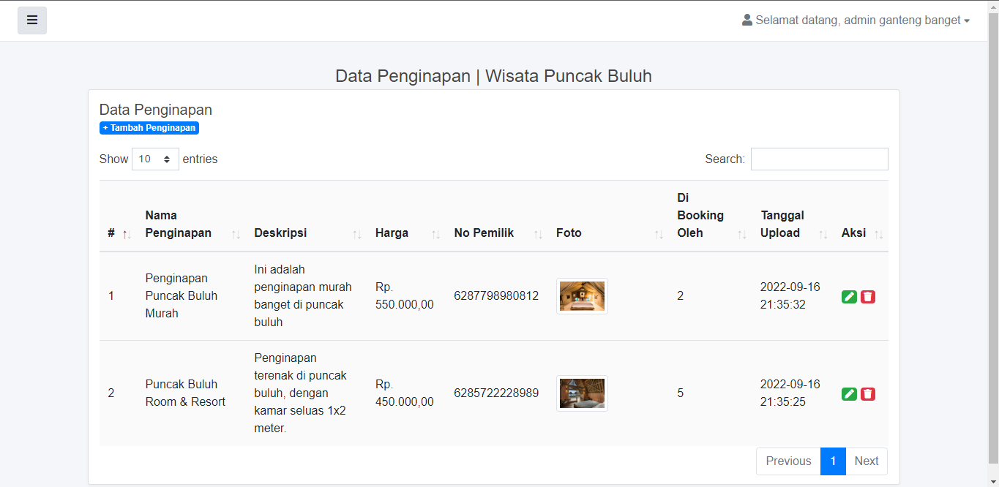 Selamat datang, admin ganteng banget
Data Penginapan | Wisata Puncak Buluh
Data Penginapan
+ Tambah Penginapan
Show 10 entries
Search:
# Nama Penginapan Deskripsi Harga No Pemilik Foto Di Booking Oleh Tanggal Upload Aksi
1 Penginapan Puncak Buluh Murah Ini adalah penginapan murah banget di puncak buluh Rp. 550.000,00 6287798980812 2 2022-09-16 21:35:32
2 Puncak Buluh Room & Resort Penginapan terenak di puncak buluh, dengan kamar seluas 1x2 meter. Rp. 450.000,00 6285722228989 5 2022-09-16 21:35:25
Previous 1 Next